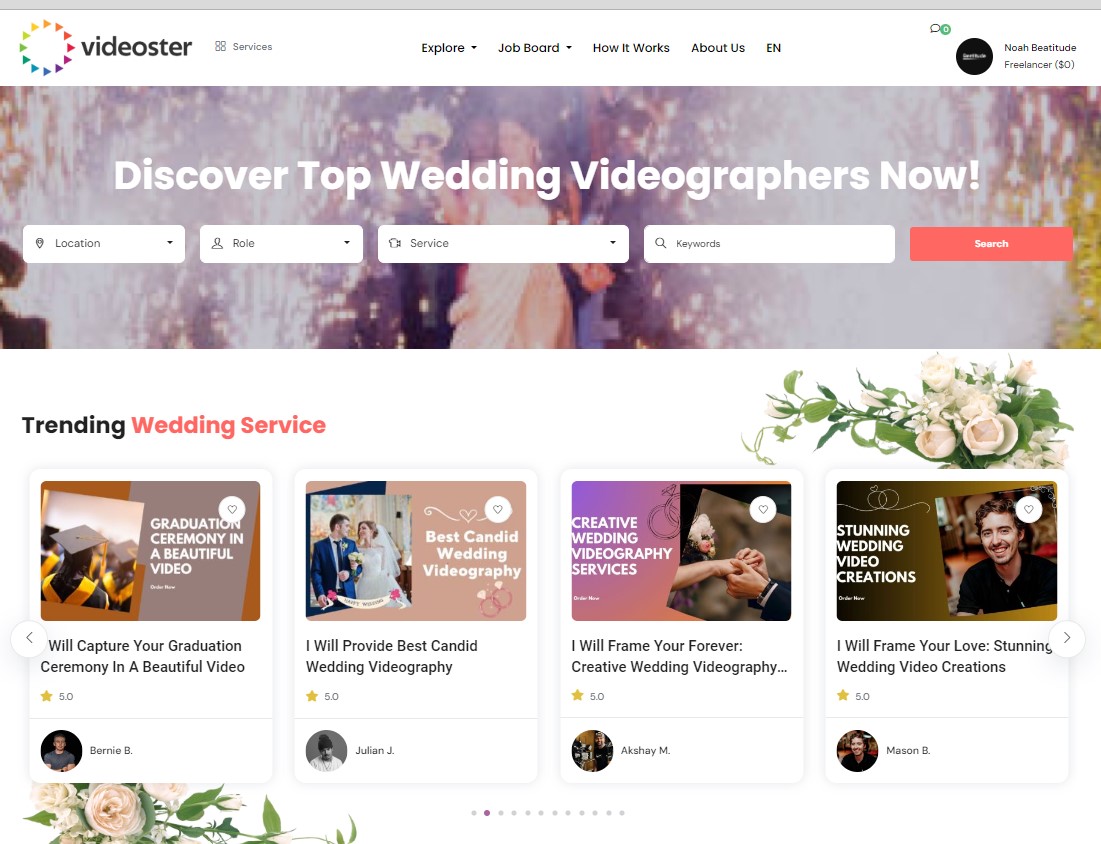 videoster
Services
Explore
Job Board
How It Works
About Us
EN
0
Noah Beatitude
Freelancer ($0)
Discover Top Wedding Videographers Now!
Location
Role
Service
Keywords
Search
Trending Wedding Service
GRADUATION
CEREMONY IN
A BEAUTIFUL
VIDEO
Order Now
Will Capture Your Graduation
Ceremony In A Beautiful Video
5.0
Bernie B.
HAPPY WEDDING
Best Candid
Wedding
Videography
I Will Provide Best Candid
Wedding Videography
5.0
Julian J.
CREATIVE
WEDDING
VIDEOGRAPHY
SERVICES
Order Now
I Will Frame Your Forever:
Creative Wedding Videography...
5.0
Akshay M.
STUNNING
WEDDING
VIDEO
CREATIONS
Order Now
I Will Frame Your Love: Stunning
Wedding Video Creations
5.0
Mason B.